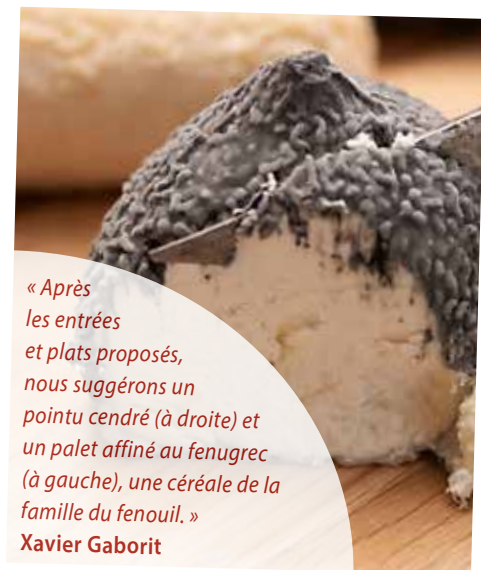 « Après
les entrées
et plats proposés,
nous suggérons un
pointu cendré (à droite) et
un palet affiné au fenugrec
(à gauche), une céréale de la
famille du fenouil. »
Xavier Gaborit